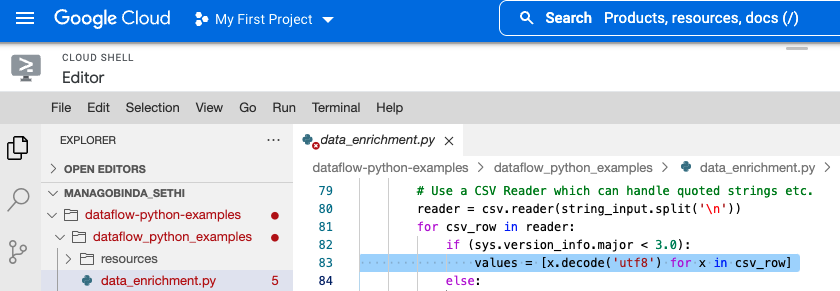 Google Cloud My First Project Search Products, resources, docs (/)
CLOUD SHELL
Editor
File Edit Selection View Go Run Terminal Help
EXPLORER ... data_enrichment.py ×
dataflow-python-examples > dataflow_python_examples > data_enrichment.py >
> OPEN EDITORS
MANAGOBINDA_SETHI
dataflow-python-examples
dataflow_python_examples
> resources
data_enrichment.py 5
79 # Use a CSV Reader which can handle quoted strings etc.
80 reader = csv.reader(string_input.split('\n'))
81 for csv_row in reader:
82 if (sys.version_info.major < 3.0):
83 values = [x.decode('utf8') for x in csv_row]
84 else: